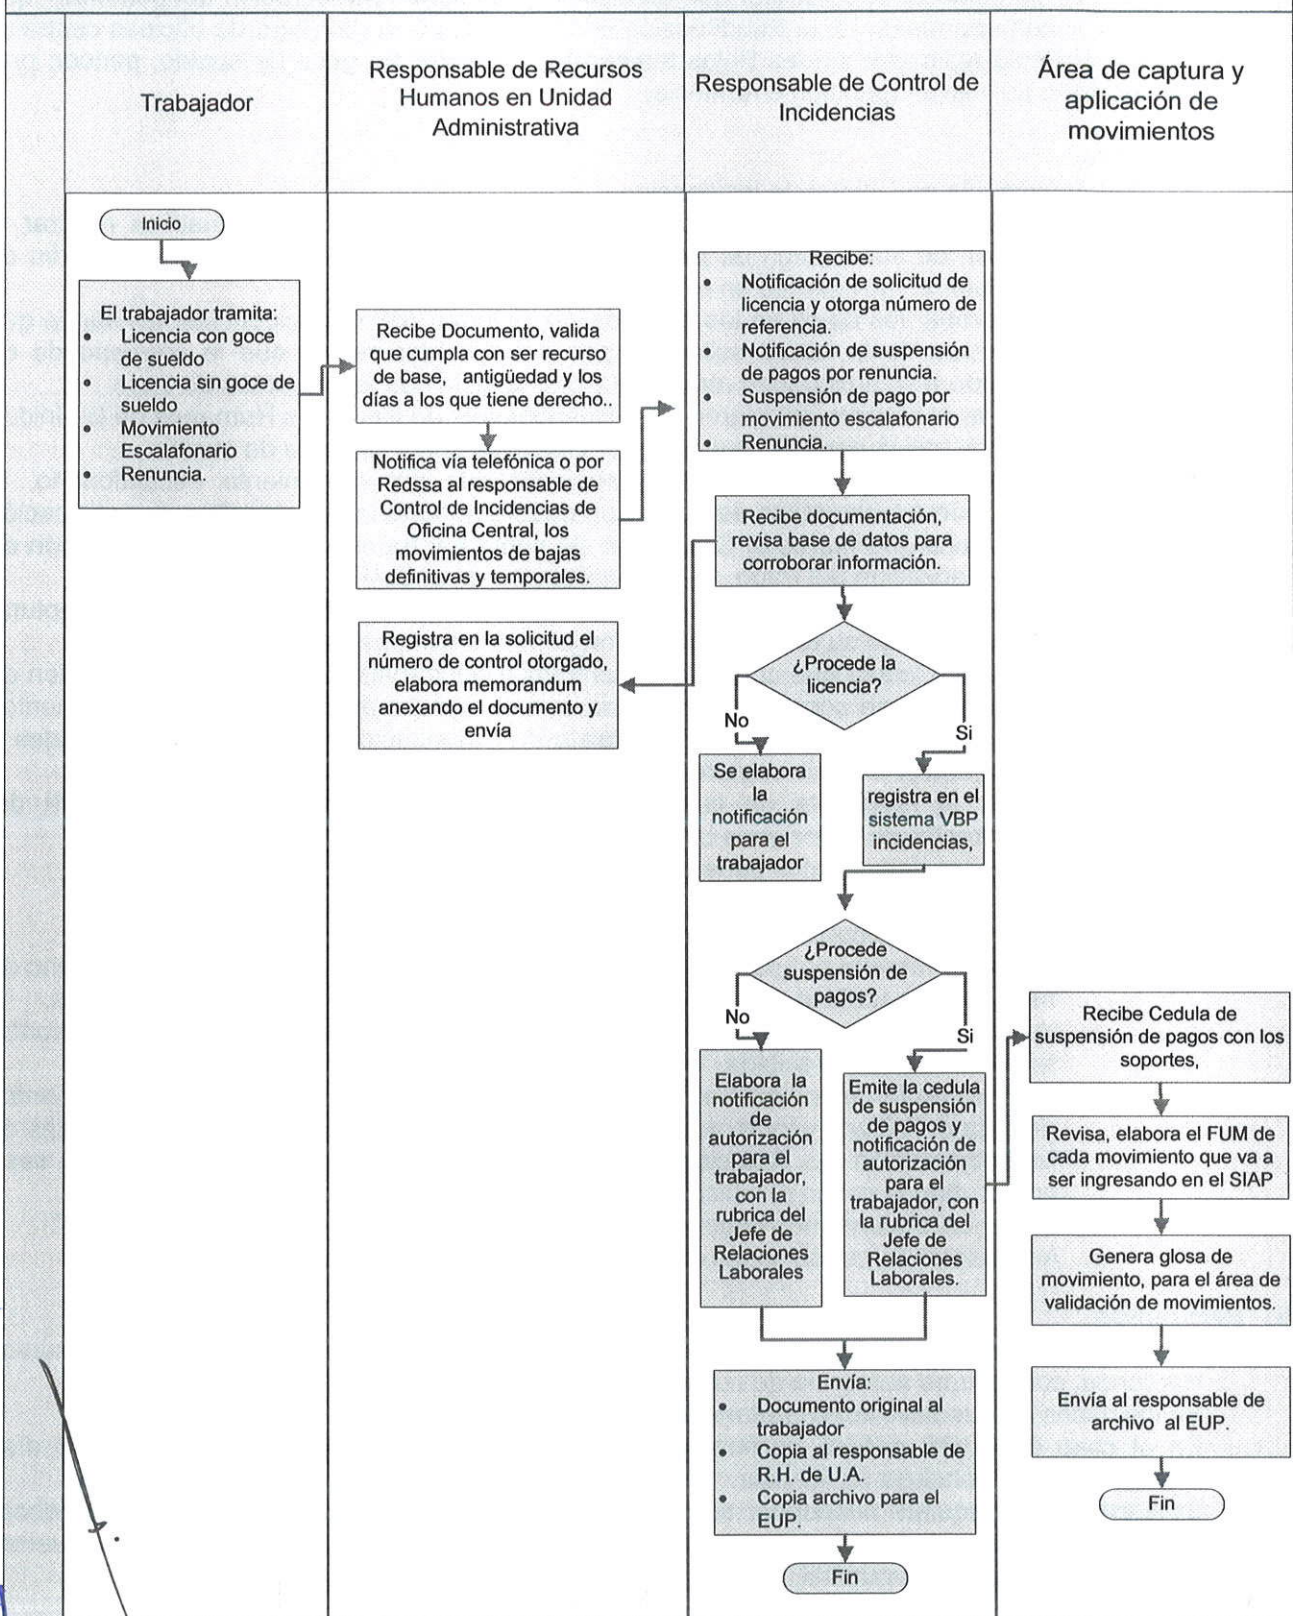 Trabajador
Responsable de Recursos
Humanos en Unidad
Administrativa
Responsable de Control de
Incidencias
Área de captura y
aplicación de
movimientos
Inicio
El trabajador tramita:
• Licencia con goce
de sueldo
• Licencia sin goce de
sueldo
• Movimiento
Escalafonario
• Renuncia.
Recibe Documento, valida
que cumpla con ser recurso
de base, antigüedad y los
días a los que tiene derecho..
Notifica vía telefónica o por
Redssa al responsable de
Control de Incidencias de
Oficina Central, los
movimientos de bajas
definitivas y temporales.
Recibe:
• Notificación de solicitud de
licencia y otorga número de
referencia.
• Notificación de suspensión
de pagos por renuncia.
• Suspensión de pago por
movimiento escalafonario
• Renuncia.
Recibe documentación,
revisa base de datos para
corroborar información.
Registra en la solicitud el
número de control otorgado,
elabora memorandum
anexando el documento y
envía
¿Procede la
licencia?
No
Si
Se elabora
la
notificación
para el
trabajador
registra en el
sistema VBP
incidencias,
¿Procede
suspensión de
pagos?
No
Si
Elabora la
notificación
de
autorización
para el
trabajador,
con la
rubrica del
Jefe de
Relaciones
Laborales
Emite la cedula
de suspensión
de pagos y
notificación de
autorización
para el
trabajador, con
la rubrica del
Jefe de
Relaciones
Laborales.
Recibe Cedula de
suspensión de pagos con los
soportes,
Revisa, elabora el FUM de
cada movimiento que va a
ser ingresando en el SIAP
Genera glosa de
movimiento, para el área de
validación de movimientos.
Envía al responsable de
archivo al EUP.
Fin
Envía:
• Documento original al
trabajador
• Copia al responsable de
R.H. de U.A.
• Copia archivo para el
EUP.
Fin